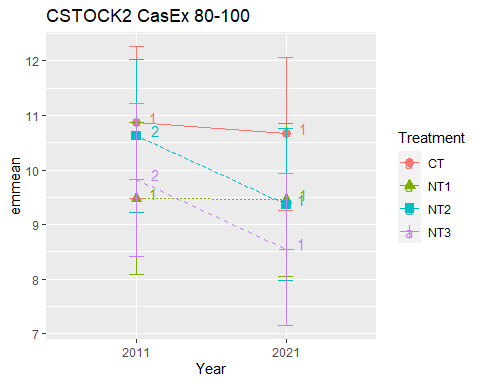 CSTOCK2 CasEx 80-100
12
11
10
9
8
7
emmean
1
2
2
1
1
1
1
1
2011
2021
Year
Treatment
a CT
a NT1
a NT2
a NT3